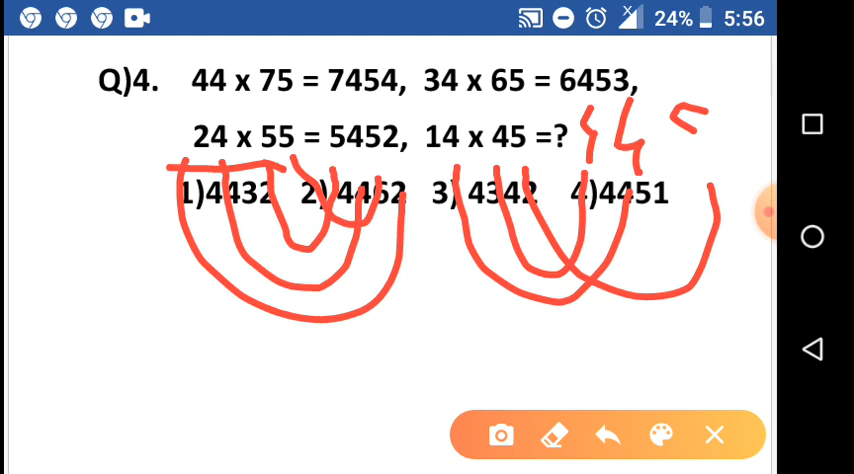 24% 5:56
Q)4. 44 x 75 = 7454, 34 x 65 = 6453,
24 x 55 = 5452, 14 x 45 =?
1)4432 2)4462 3) 4342 4)4451